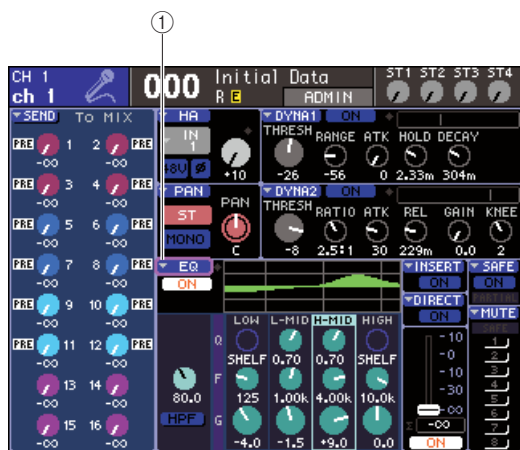 1
CH 1
ch 1
000
Initial Data
R E
ADMIN
ST1 ST2 ST3 ST4
SEND To MIX
PRE 1 2 PRE
-∞ -∞
PRE 3 4 PRE
-∞ -∞
PRE 5 6 PRE
-∞ -∞
PRE 7 8 PRE
-∞ -∞
PRE 9 10 PRE
-∞ -∞
PRE 11 12 PRE
-∞ -∞
13 14
-∞ -∞
15 16
-∞ -∞
HA
IN
1
48V ø
+10
DYNA1 ON
THRESH RANGE ATK HOLD DECAY
-26 -56 0 2.33m 304m
PAN
ST
MONO
PAN
C
DYNA2 ON
THRESH RATIO ATK REL GAIN KNEE
-8 2.5:1 30 229m 0.0 2
EQ
ON
LOW L-MID H-MID HIGH
Q
SHELF 0.70 0.70 SHELF
F
80.0
125 1.00k 4.00k 10.0k
HPF
G
-4.0 -1.5 +9.0 0.0
INSERT
ON
DIRECT
ON
-10
-0
-10
-30
-∞
Σ -∞
ON
SAFE
ON
PARTIAL
MUTE
SAFE
1
2
3
4
5
6
7
8